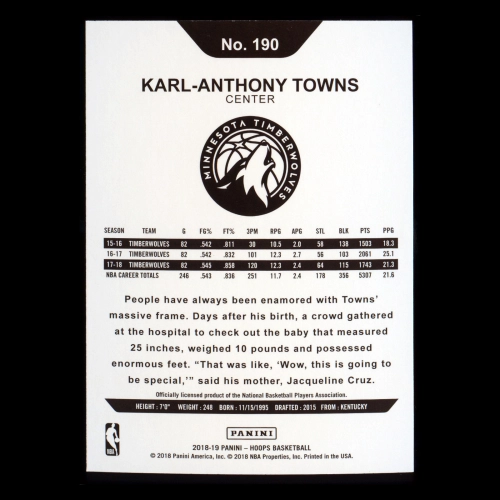 No. 190
KARL-ANTHONY TOWNS
CENTER
MINNESOTA TIMBERWOLVES
SEASON TEAM G FG% FT% 3PM RPG APG STL BLK PTS PPG
15-16 TIMBERWOLVES 82 .542 .811 30 10.5 2.0 58 138 1503 18.3
16-17 TIMBERWOLVES 82 .542 .832 101 12.3 2.7 56 103 2061 25.1
17-18 TIMBERWOLVES 82 .545 .858 120 12.3 2.4 64 115 1743 21.3
NBA CAREER TOTALS 246 .543 .836 251 11.7 2.4 178 356 5307 21.6
People have always been enamored with Towns'
massive frame. Days after his birth, a crowd gathered
at the hospital to check out the baby that measured
25 inches, weighed 10 pounds and possessed
enormous feet. “That was like, ‘Wow, this is going to
be special,’” said his mother, Jacqueline Cruz.
Officially licensed product of the National Basketball Players Association.
HEIGHT: 7'0" WEIGHT: 248 BORN: 11/15/1995 DRAFTED: 2015 FROM: KENTUCKY
NBA
PANINI
2018-19 PANINI – HOOPS BASKETBALL
© 2018 Panini America, Inc. © 2018 NBA Properties, Inc. Printed in the USA.